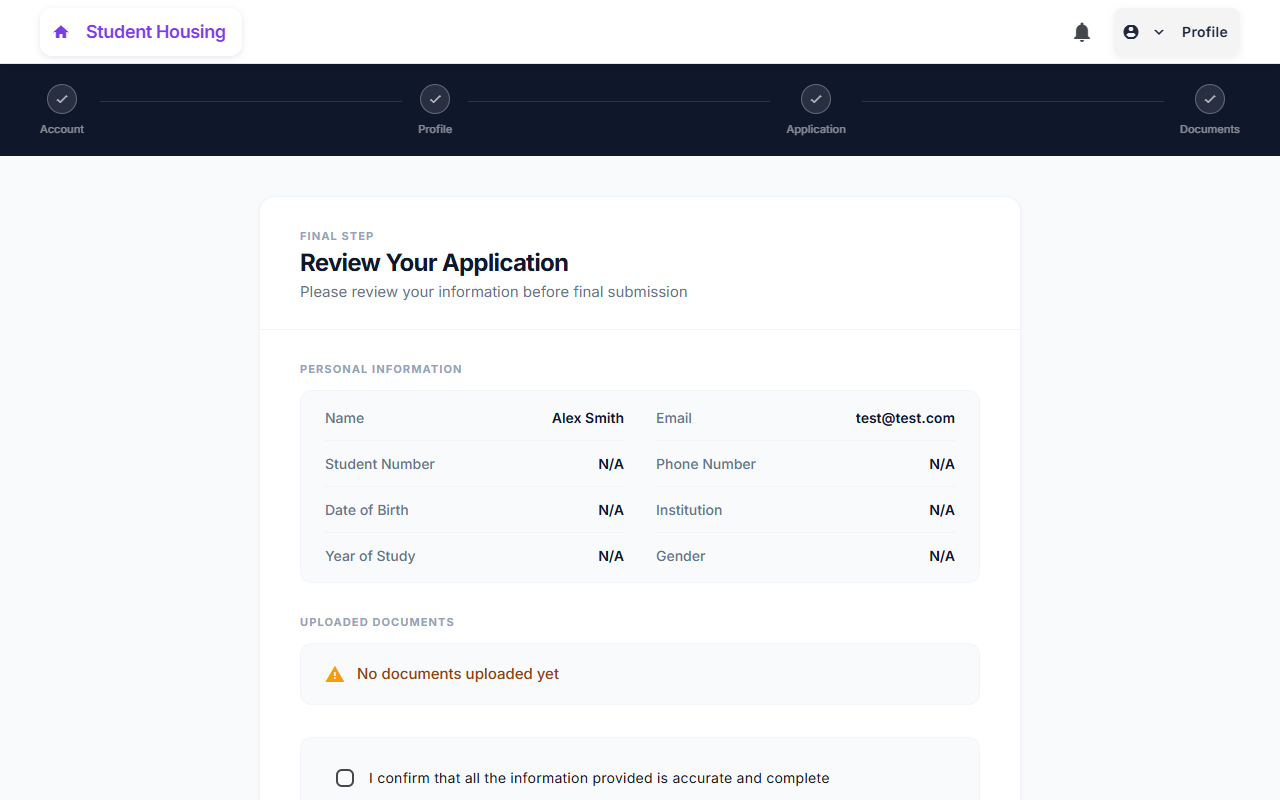 Student Housing
Profile
Account
Profile
Application
Documents
FINAL STEP
Review Your Application
Please review your information before final submission
PERSONAL INFORMATION
Name Alex Smith Email test@test.com
Student Number N/A Phone Number N/A
Date of Birth N/A Institution N/A
Year of Study N/A Gender N/A
UPLOADED DOCUMENTS
No documents uploaded yet
I confirm that all the information provided is accurate and complete